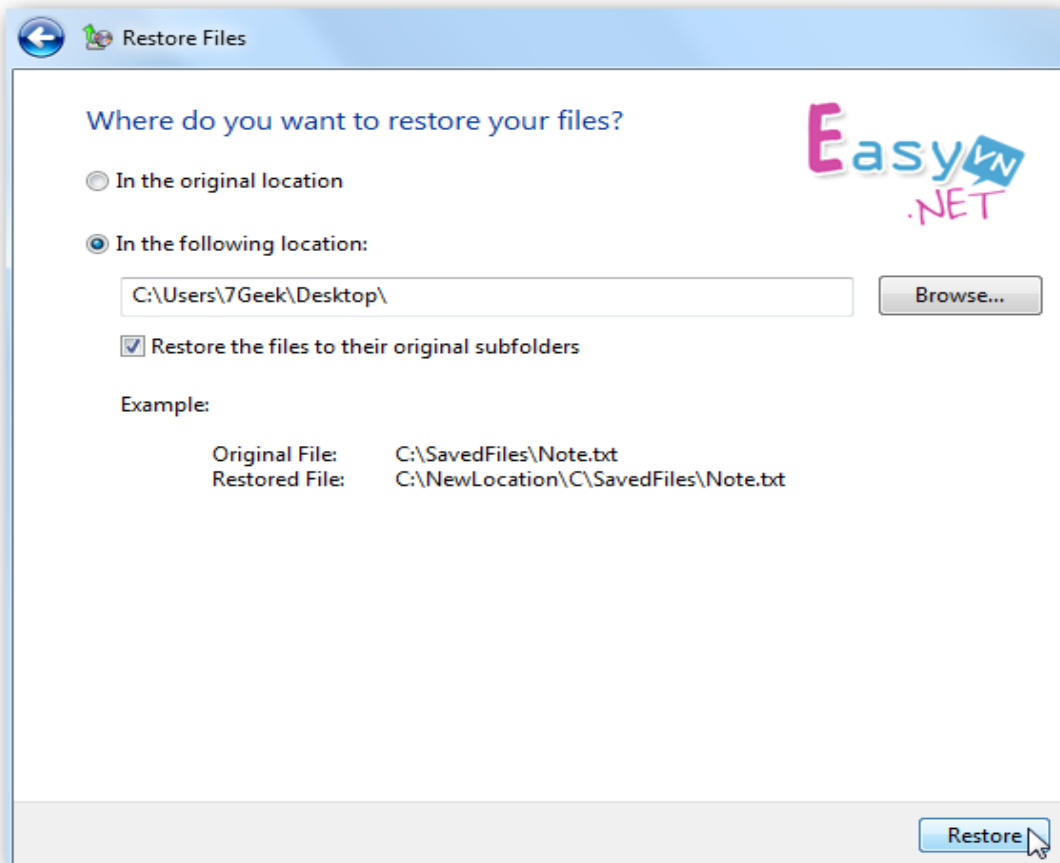 Restore Files
Where do you want to restore your files?
Easy VN
.NET
In the original location
In the following location:
C:\Users\7Geek\Desktop\ Browse...
Restore the files to their original subfolders
Example:
Original File: C:\SavedFiles\Note.txt
Restored File: C:\NewLocation\C\SavedFiles\Note.txt
Restore